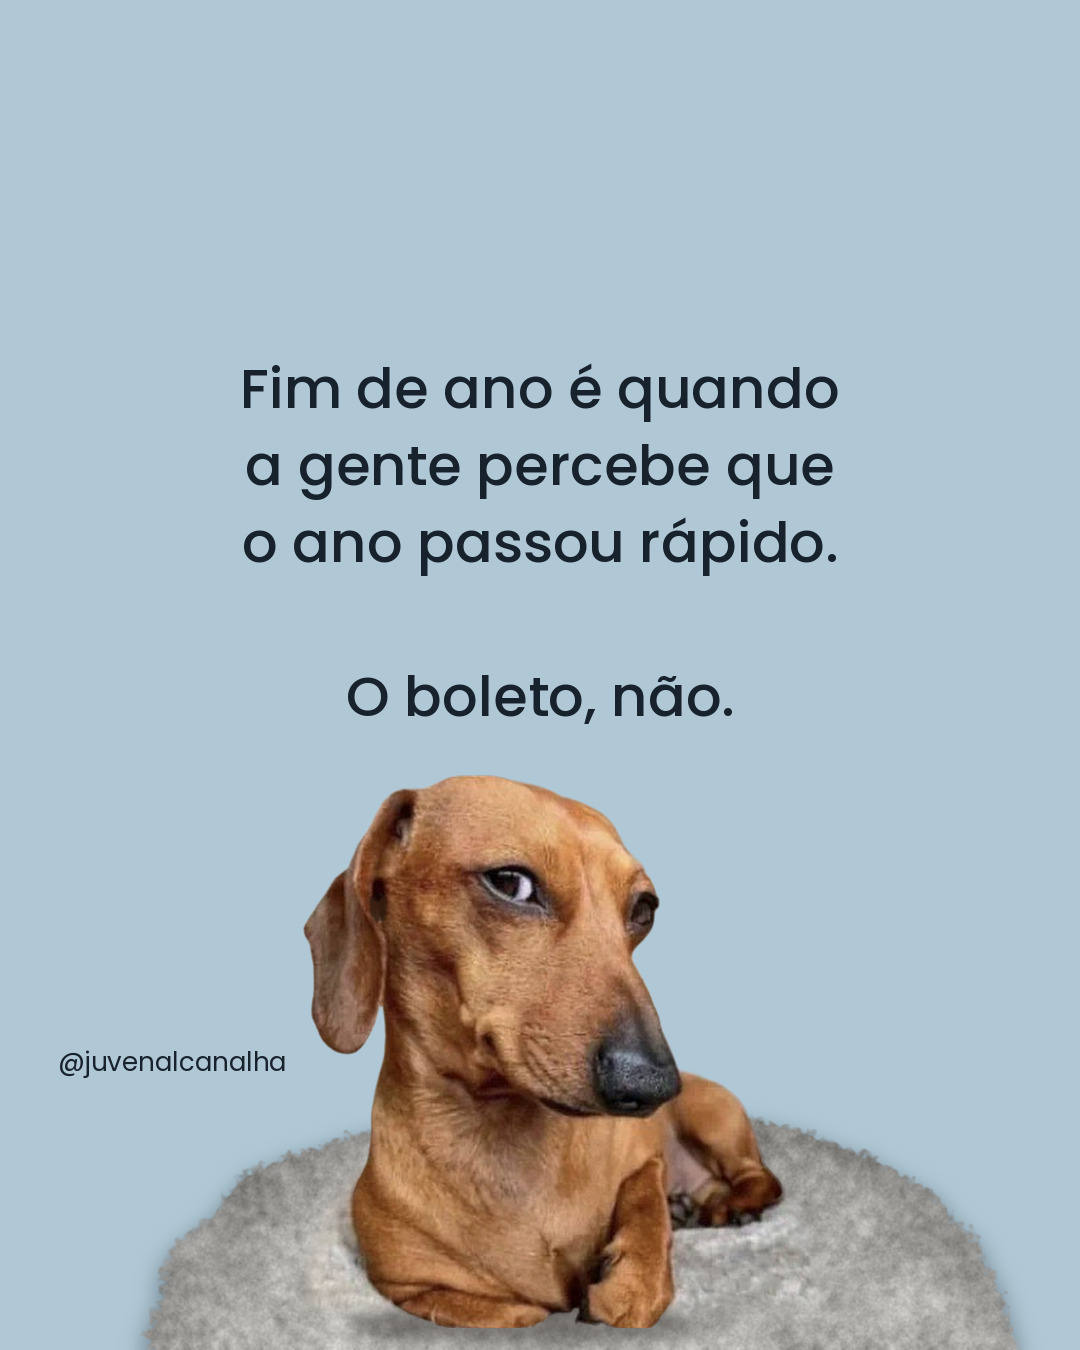 Fim de ano é quando
a gente percebe que
o ano passou rápido.
O boleto, não.
@juvenalcanalha